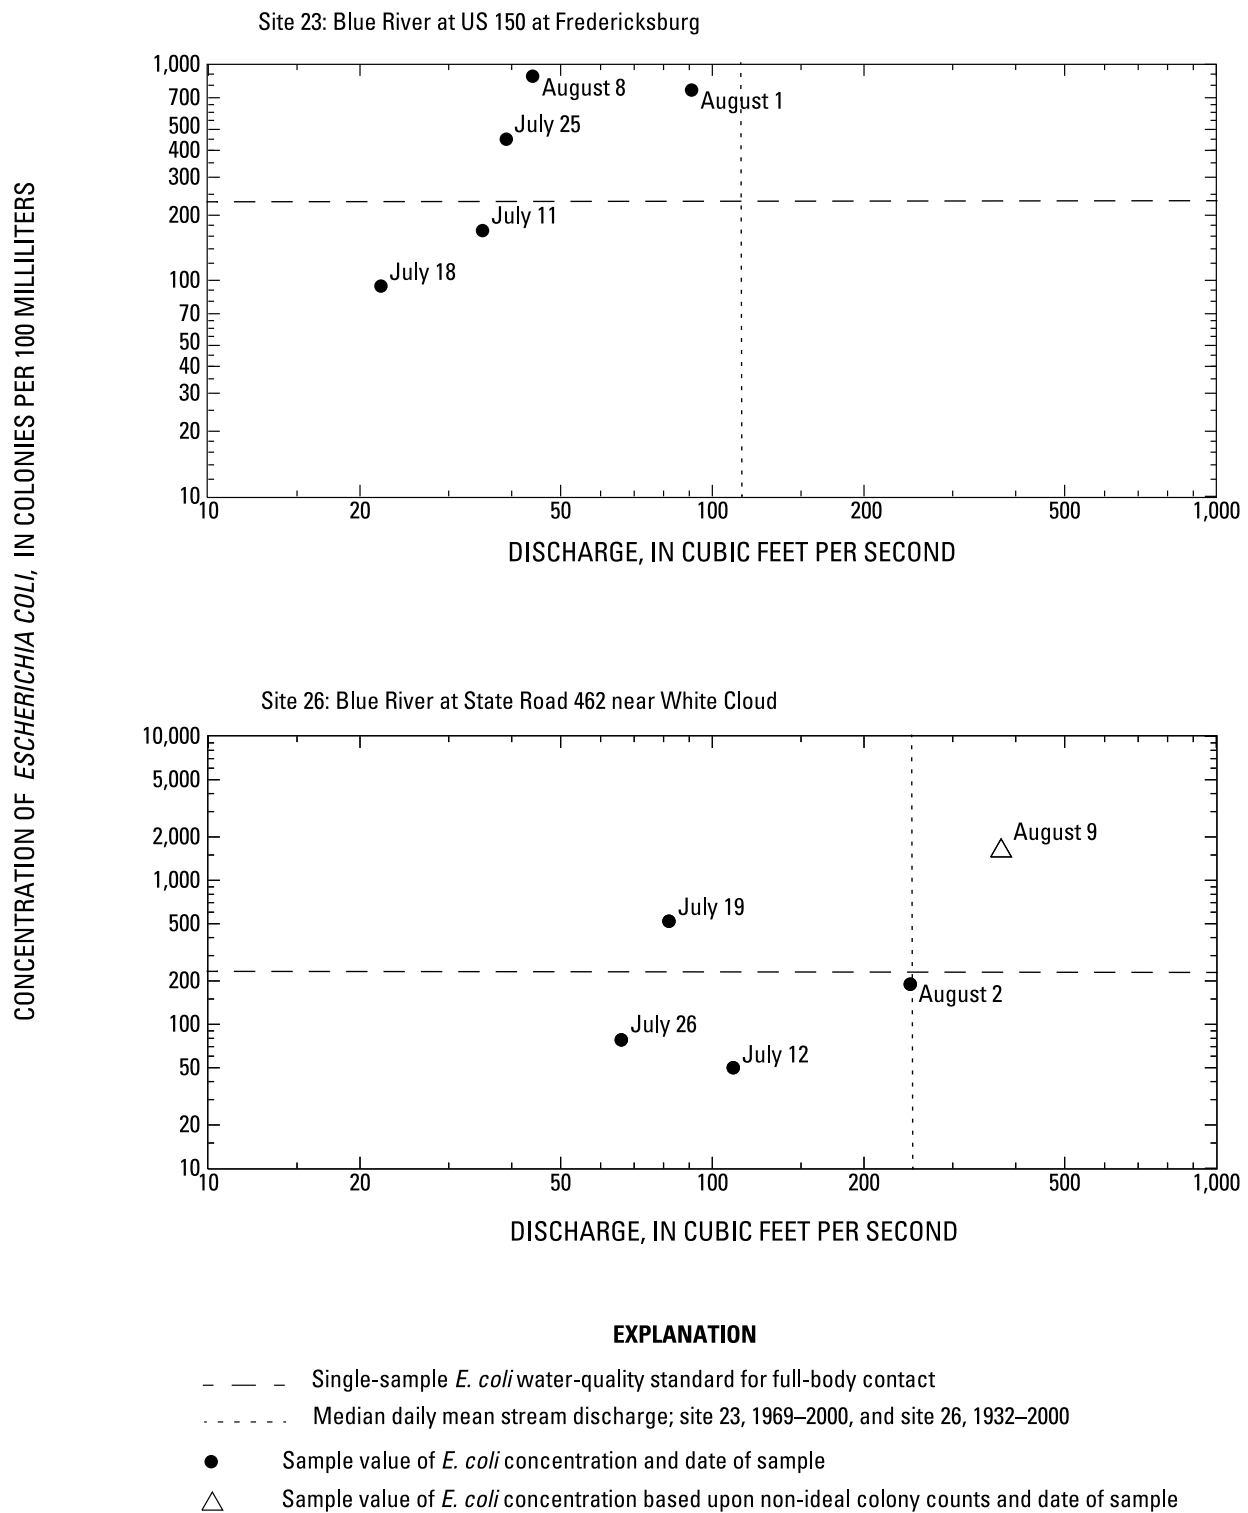 Site 23: Blue River at US 150 at Fredericksburg
CONCENTRATION OF ESCHERICHIA COLI, IN COLONIES PER 100 MILLILITERS
1,000
700
500
400
300
200
100
70
50
40
30
20
10
August 8
August 1
July 25
July 11
July 18
10 20 50 100 200 500 1,000
DISCHARGE, IN CUBIC FEET PER SECOND
Site 26: Blue River at State Road 462 near White Cloud
10,000
5,000
2,000
1,000
500
200
100
50
20
10
August 9
July 19
August 2
July 26
July 12
10 20 50 100 200 500 1,000
DISCHARGE, IN CUBIC FEET PER SECOND
EXPLANATION
Single-sample E. coli water-quality standard for full-body contact
Median daily mean stream discharge; site 23, 1969–2000, and site 26, 1932–2000
Sample value of E. coli concentration and date of sample
Sample value of E. coli concentration based upon non-ideal colony counts and date of sample